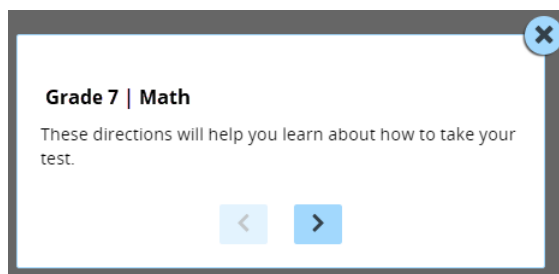 Grade 7 | Math
These directions will help you learn about how to take your
test.